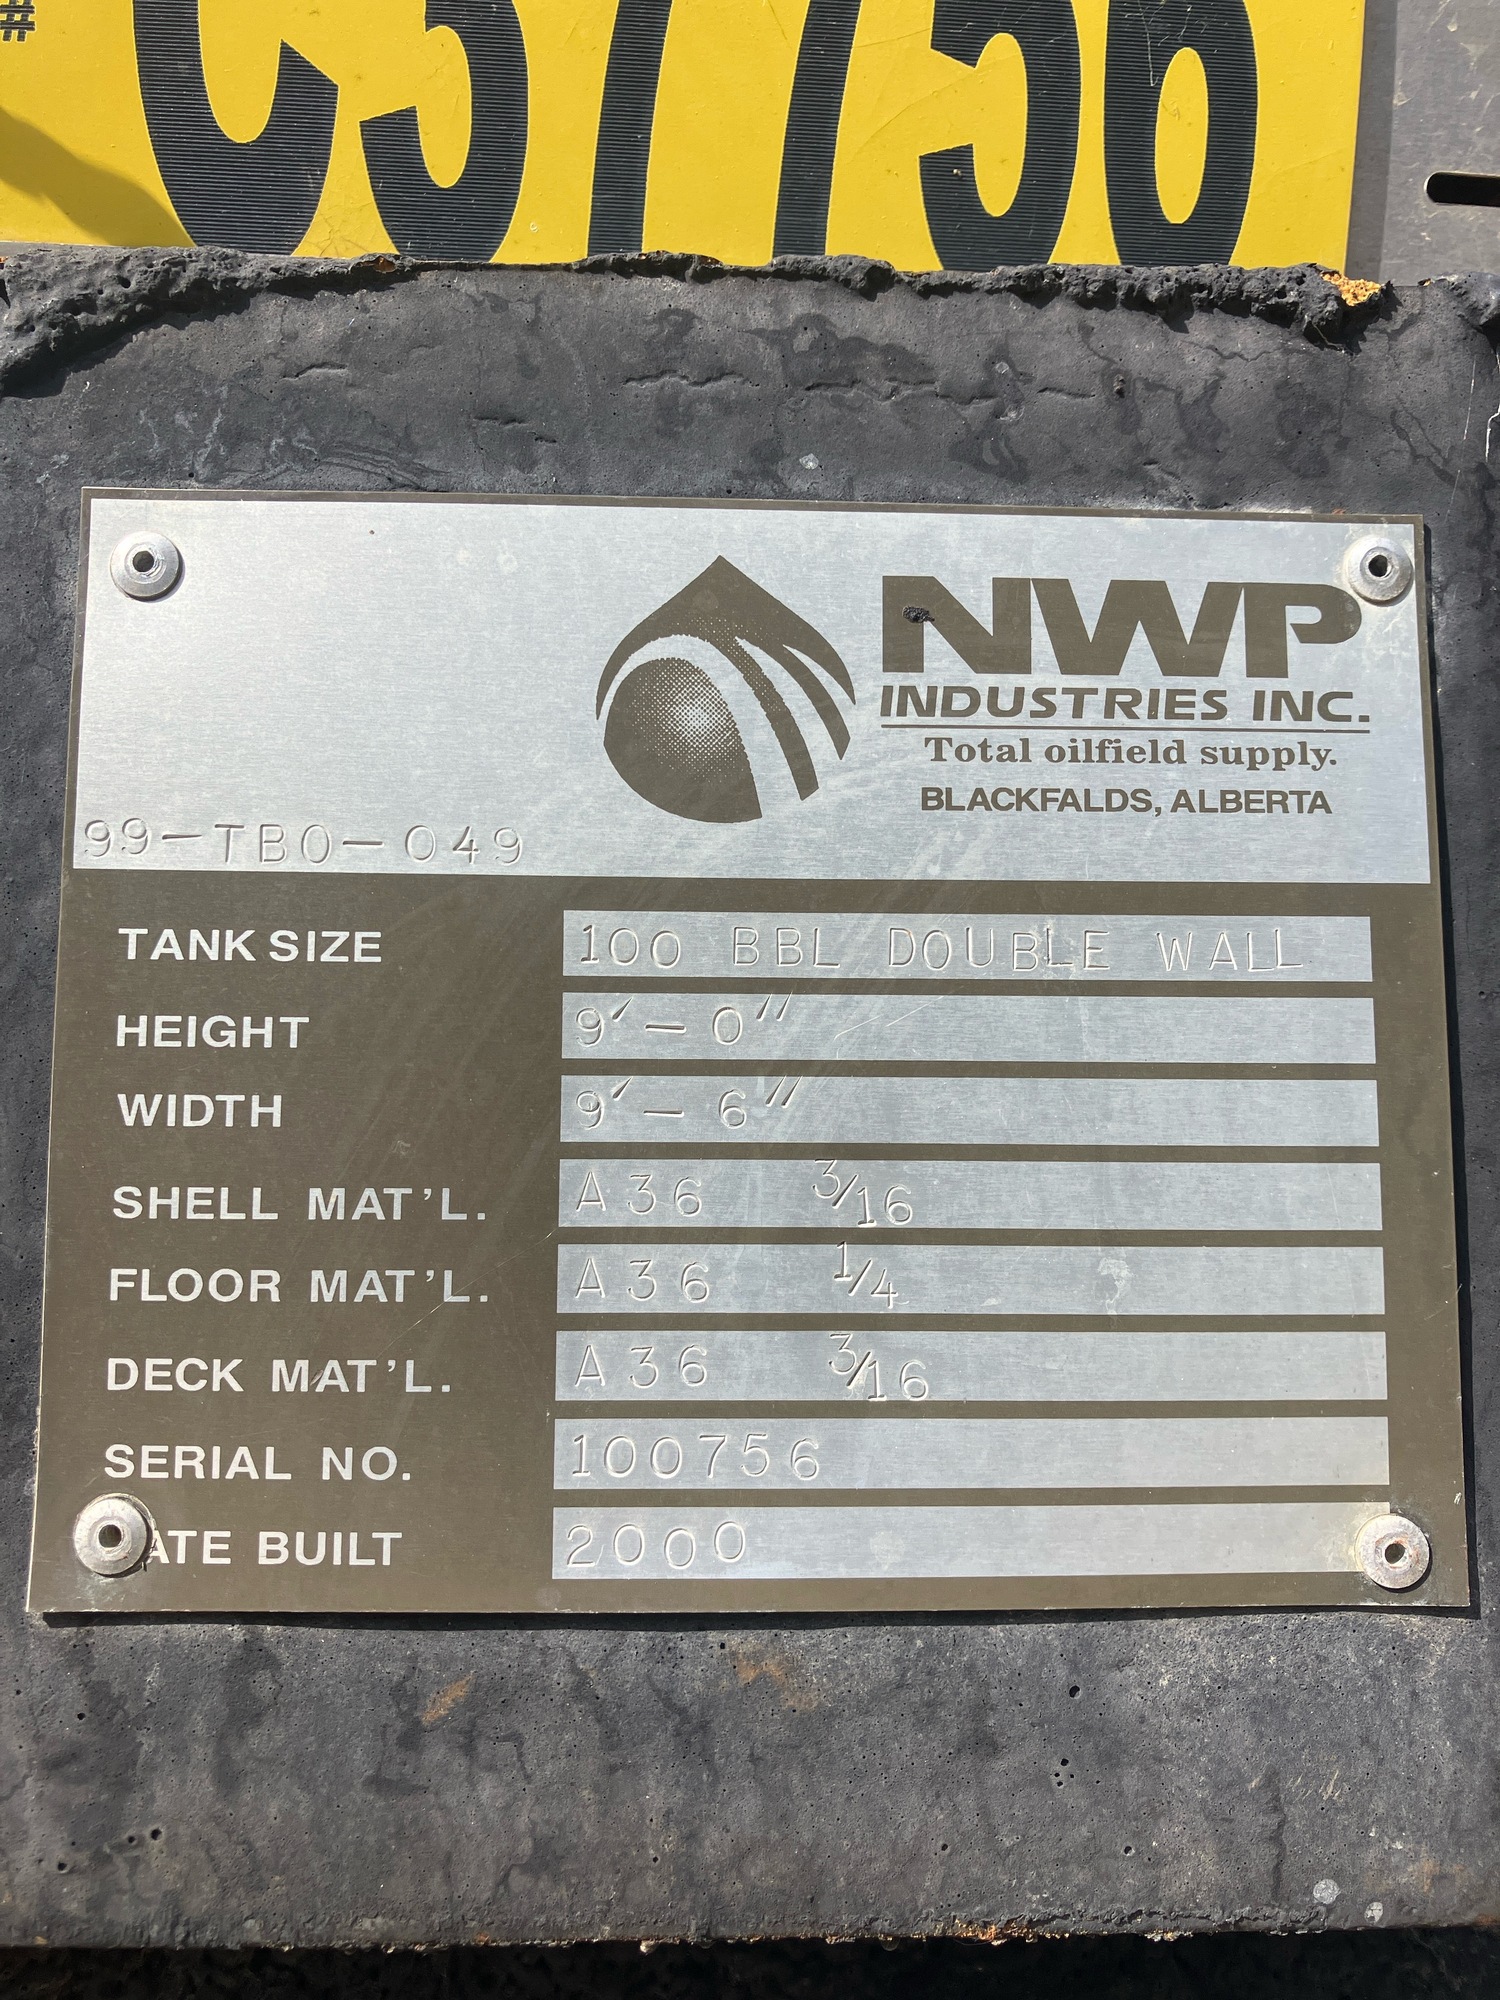 # C37756
NWP
INDUSTRIES INC.
Total oilfield supply.
BLACKFALDS, ALBERTA
99-TBO-049
TANK SIZE 100 BBL DOUBLE WALL
HEIGHT 9'-0"
WIDTH 9'-6"
SHELL MAT'L. A36 3/16
FLOOR MAT'L. A36 1/4
DECK MAT'L. A36 3/16
SERIAL NO. 100756
ATE BUILT 2000